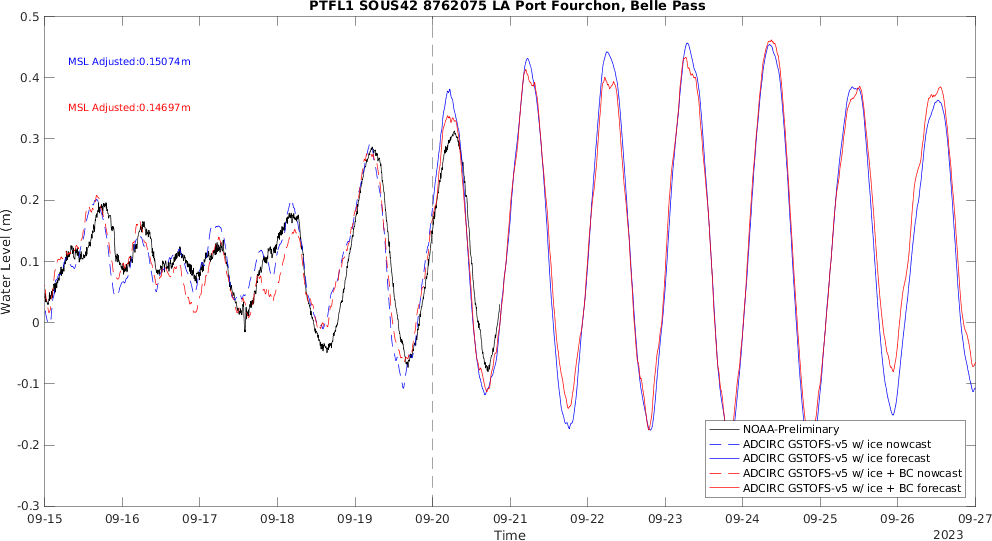 PTFL1 SOUS42 8762075 LA Port Fourchon, Belle Pass
MSL Adjusted:0.15074m
MSL Adjusted:0.14697m
0.5
0.4
0.3
0.2
0.1
0
-0.1
-0.2
-0.3
Water Level (m)
NOAA-Preliminary
ADCIRC GSTOFS-v5 w/ ice nowcast
ADCIRC GSTOFS-v5 w/ ice forecast
ADCIRC GSTOFS-v5 w/ ice + BC nowcast
ADCIRC GSTOFS-v5 w/ ice + BC forecast
09-15 09-16 09-17 09-18 09-19 09-20 09-21 09-22 09-23 09-24 09-25 09-26 09-27
Time
2023